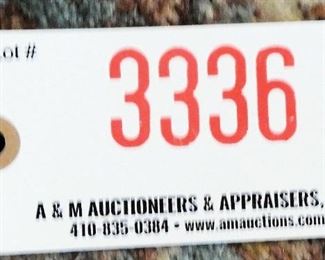 ot #
3336
A & M AUCTIONEERS & APPRAISERS,
410-835-0384 • www.amauctions.com